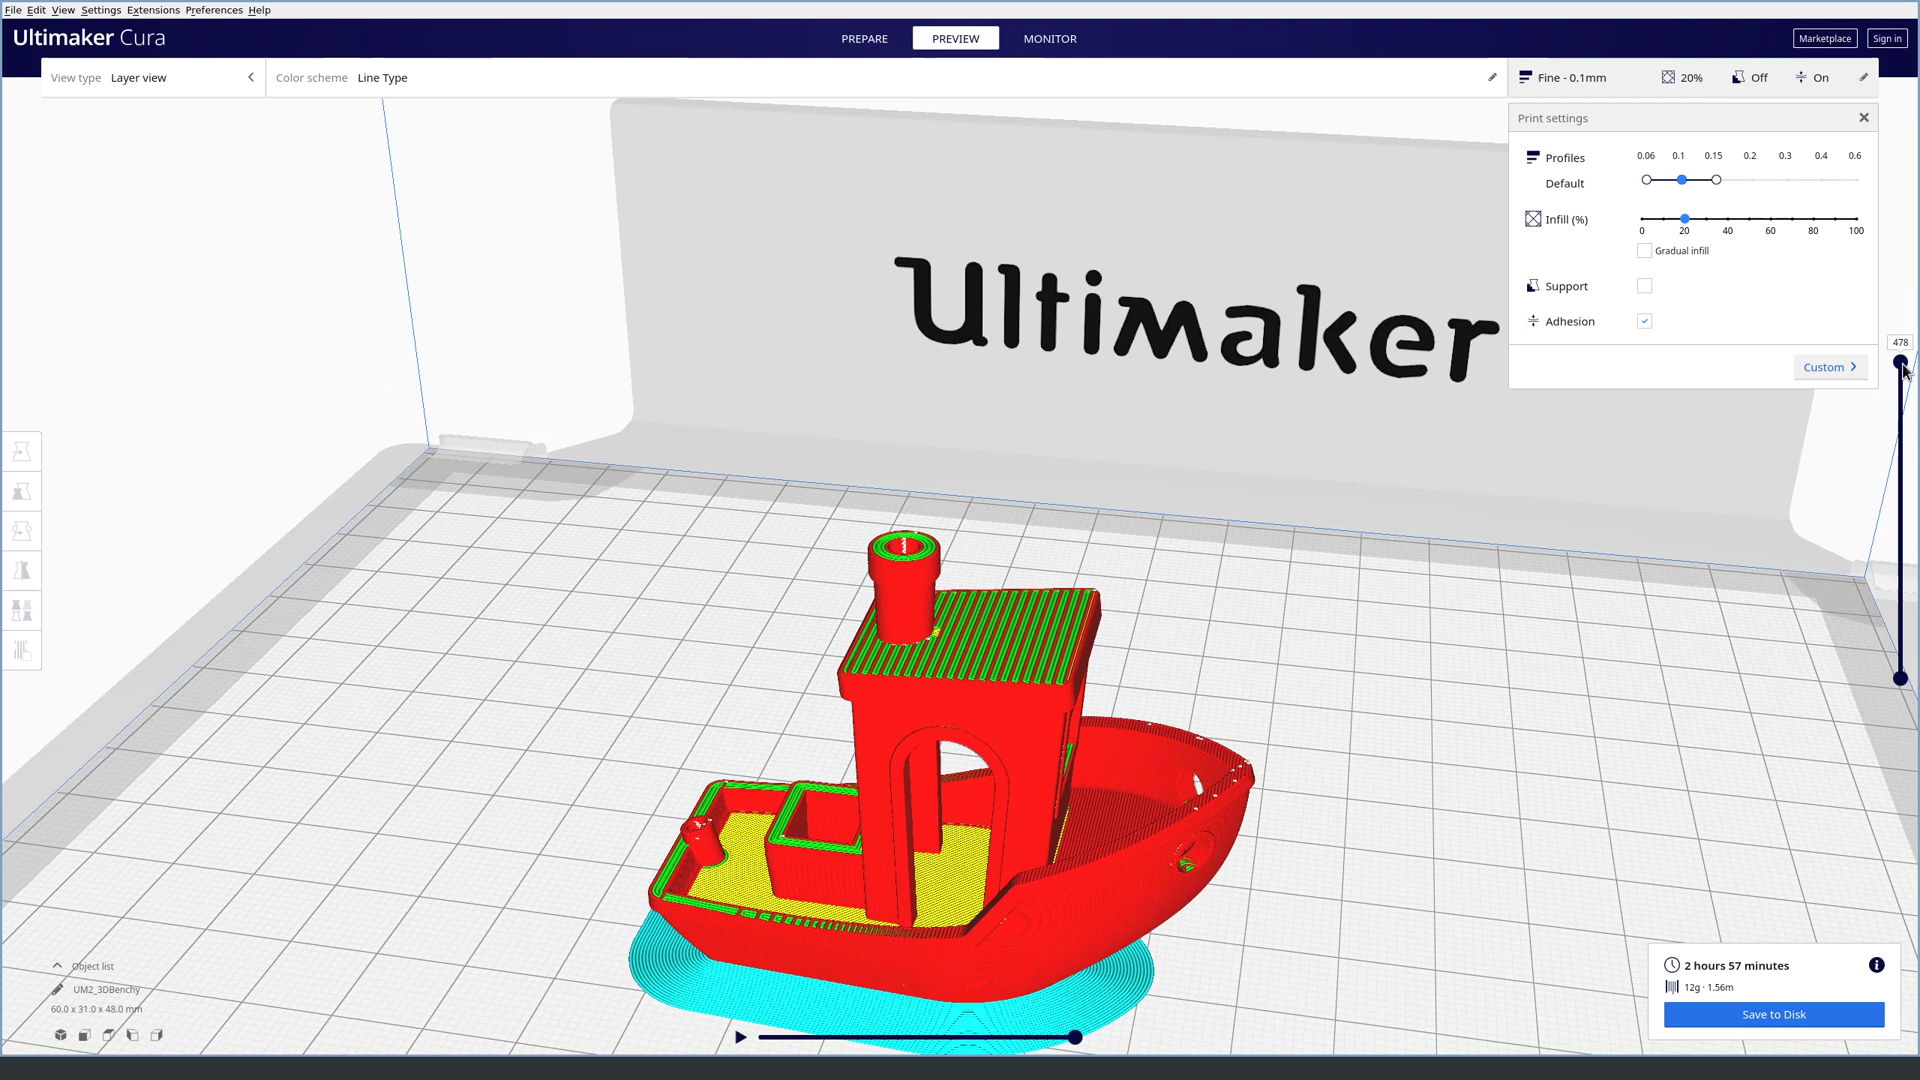 File Edit View Settings Extensions Preferences Help
Ultimaker Cura
PREPARE PREVIEW MONITOR
Marketplace Sign in
View type Layer view
Color scheme Line Type
Fine - 0.1mm 20% Off On
Print settings
Profiles 0.06 0.1 0.15 0.2 0.3 0.4 0.6
Default
Infill (%)
0 20 40 60 80 100
Gradual infill
Support
Adhesion
Custom
478
Ultimaker
Object list
UM2_3DBenchy
60.0 x 31.0 x 48.0 mm
2 hours 57 minutes
12g · 1.56m
Save to Disk